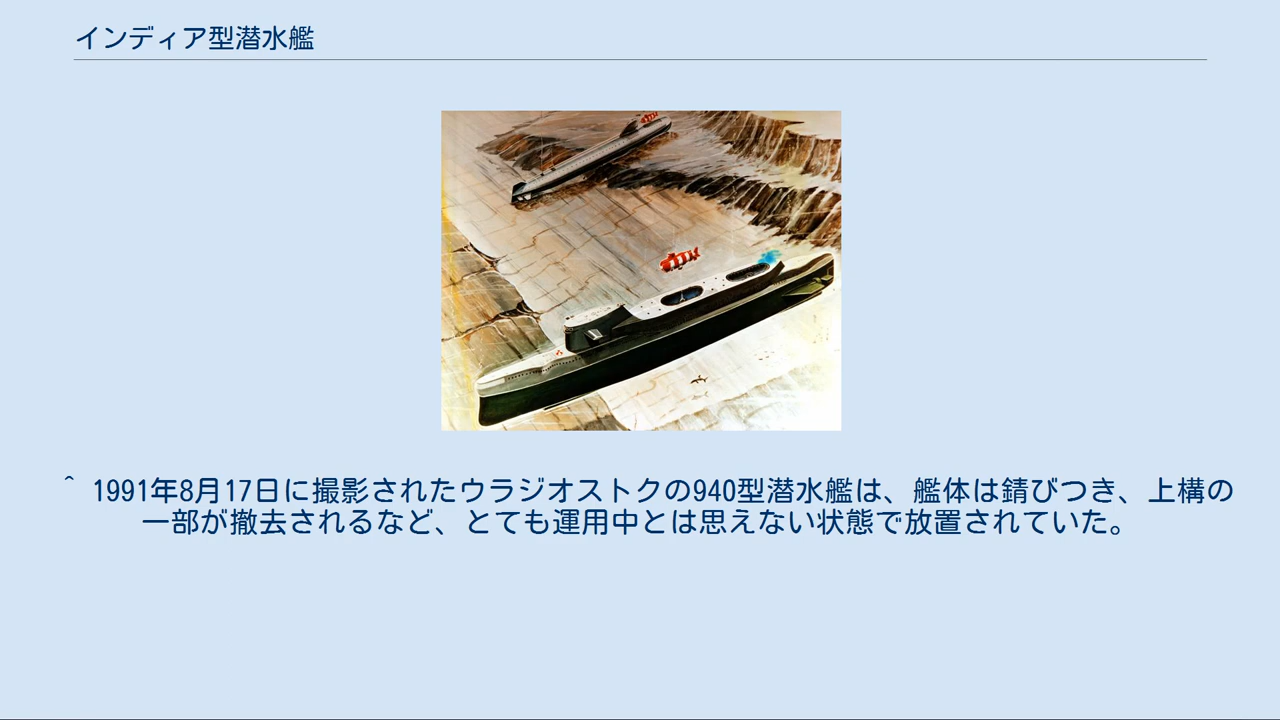 インディア型潜水艦
^ 1991年8月17日に撮影されたウラジオストクの940型潜水艦は、艦体は錆びつき、上構の
一部が撤去されるなど、とても運用中とは思えない状態で放置されていた。